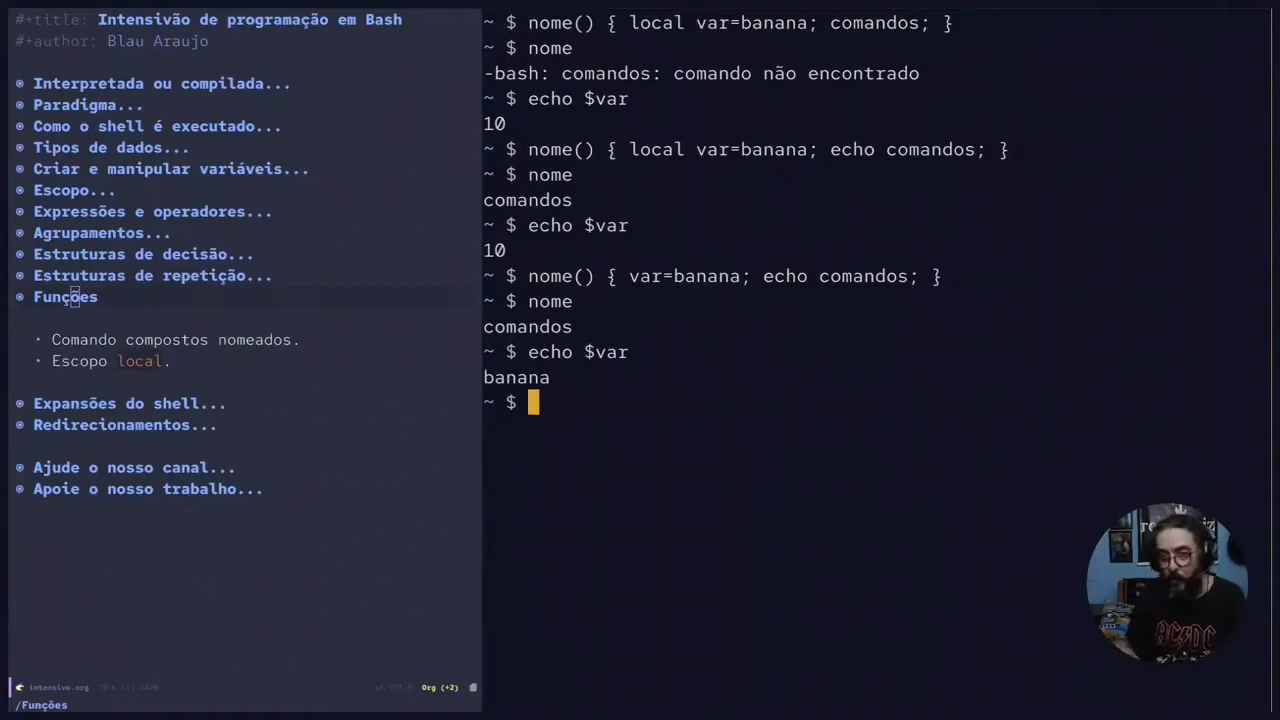 #+title: Intensivão de programação em Bash
#+author: Blau Araujo
Interpretada ou compilada...
Paradigma...
Como o shell é executado...
Tipos de dados...
Criar e manipular variáveis...
Escopo...
Expressões e operadores...
Agrupamentos...
Estruturas de decisão...
Estruturas de repetição...
Funções
• Comando compostos nomeados.
• Escopo local.
Expansões do shell...
Redirecionamentos...
Ajude o nosso canal...
Apoie o nosso trabalho...
intensivo.org
Org (+2)
/Funções
~ $ nome() { local var=banana; comandos; }
~ $ nome
-bash: comandos: comando não encontrado
~ $ echo $var
10
~ $ nome() { local var=banana; echo comandos; }
~ $ nome
comandos
~ $ echo $var
10
~ $ nome() { var=banana; echo comandos; }
~ $ nome
comandos
~ $ echo $var
banana
~ $
AC/DC